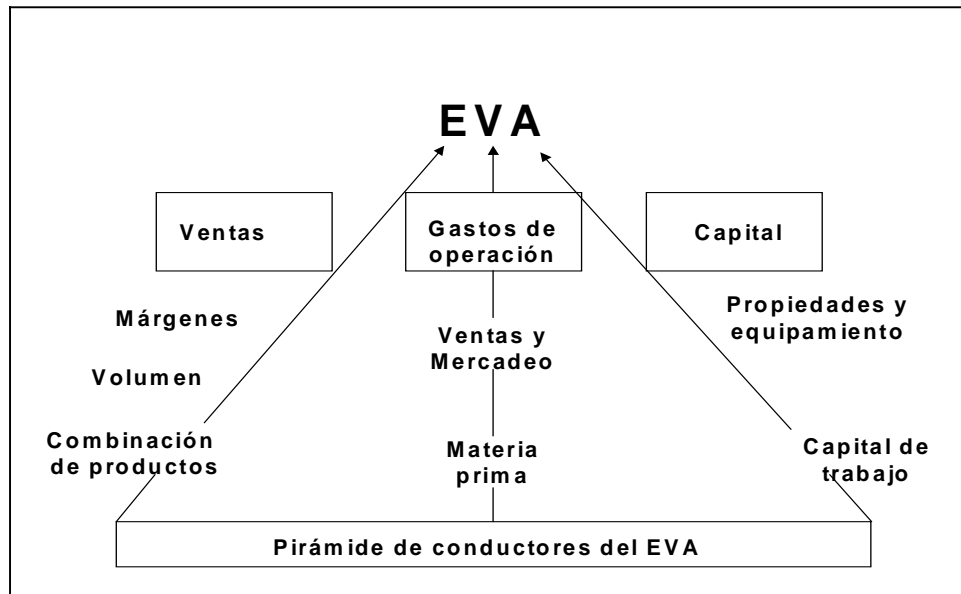 EVA
Ventas
Gastos de
operación
Capital
Márgenes
Volumen
Combinación
de productos
Ventas y
Mercadeo
Materia
prima
Propiedades y
equipamiento
Capital de
trabajo
Pirámide de conductores del EVA